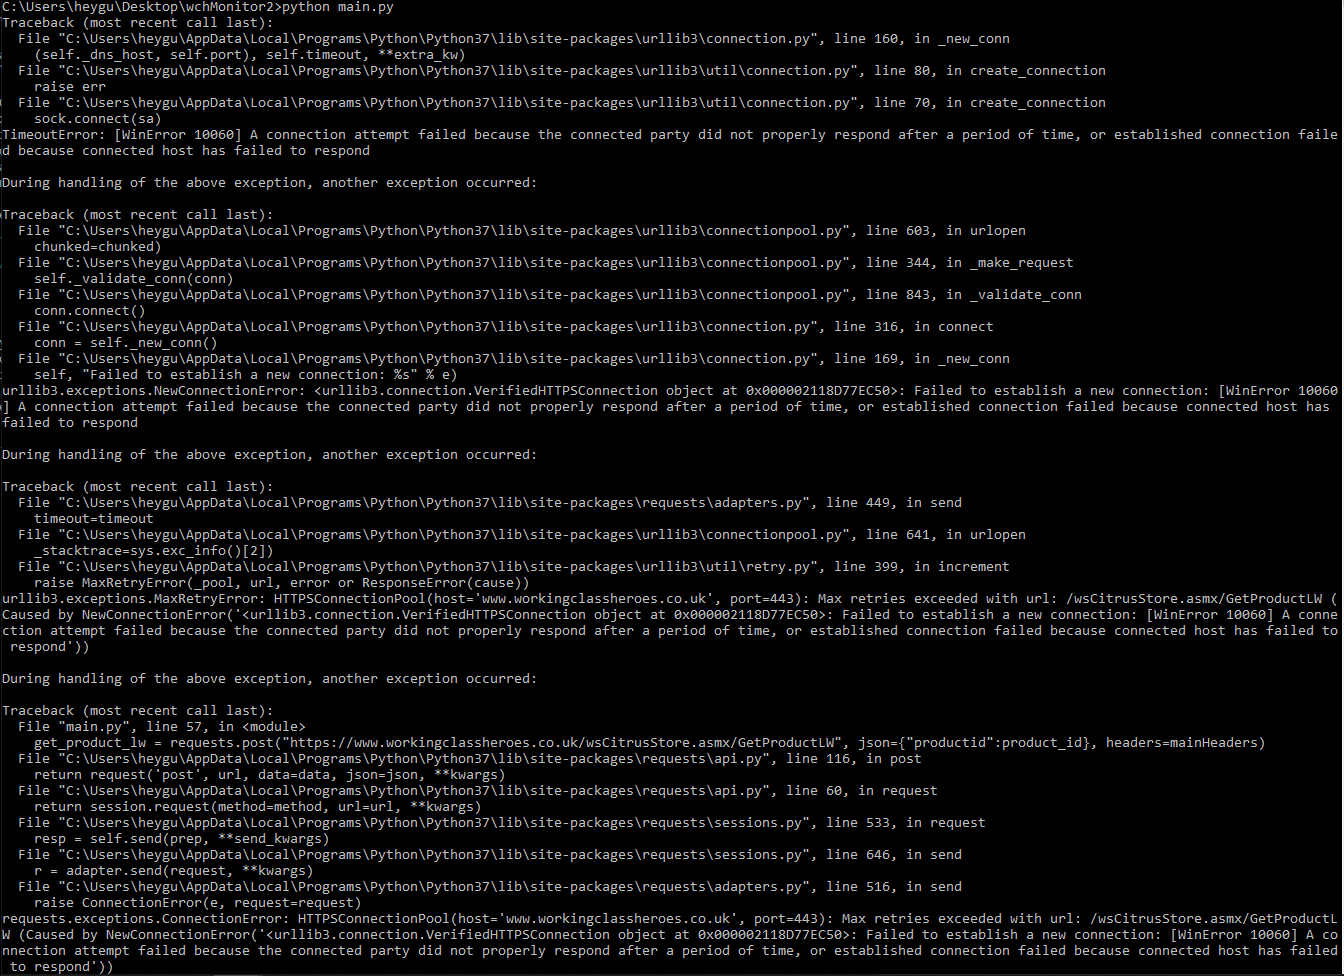 C:\Users\heygu\Desktop\wchMonitor2>python main.py
Traceback (most recent call last):
  File "C:\Users\heygu\AppData\Local\Programs\Python\Python37\lib\site-packages\urllib3\connection.py", line 160, in _new_conn
    (self._dns_host, self.port), self.timeout, **extra_kw)
  File "C:\Users\heygu\AppData\Local\Programs\Python\Python37\lib\site-packages\urllib3\util\connection.py", line 80, in create_connection
    raise err
  File "C:\Users\heygu\AppData\Local\Programs\Python\Python37\lib\site-packages\urllib3\util\connection.py", line 70, in create_connection
    sock.connect(sa)
TimeoutError: [WinError 10060] A connection attempt failed because the connected party did not properly respond after a period of time, or established connection faile
d because connected host has failed to respond

During handling of the above exception, another exception occurred:

Traceback (most recent call last):
  File "C:\Users\heygu\AppData\Local\Programs\Python\Python37\lib\site-packages\urllib3\connectionpool.py", line 603, in urlopen
    chunked=chunked)
  File "C:\Users\heygu\AppData\Local\Programs\Python\Python37\lib\site-packages\urllib3\connectionpool.py", line 344, in _make_request
    self._validate_conn(conn)
  File "C:\Users\heygu\AppData\Local\Programs\Python\Python37\lib\site-packages\urllib3\connectionpool.py", line 843, in _validate_conn
    conn.connect()
  File "C:\Users\heygu\AppData\Local\Programs\Python\Python37\lib\site-packages\urllib3\connection.py", line 316, in connect
    conn = self._new_conn()
  File "C:\Users\heygu\AppData\Local\Programs\Python\Python37\lib\site-packages\urllib3\connection.py", line 169, in _new_conn
    self, "Failed to establish a new connection: %s" % e)
urllib3.exceptions.NewConnectionError: <urllib3.connection.VerifiedHTTPSConnection object at 0x000002118D77EC50>: Failed to establish a new connection: [WinError 10060
] A connection attempt failed because the connected party did not properly respond after a period of time, or established connection failed because connected host has
failed to respond

During handling of the above exception, another exception occurred:

Traceback (most recent call last):
  File "C:\Users\heygu\AppData\Local\Programs\Python\Python37\lib\site-packages\requests\adapters.py", line 449, in send
    timeout=timeout
  File "C:\Users\heygu\AppData\Local\Programs\Python\Python37\lib\site-packages\urllib3\connectionpool.py", line 641, in urlopen
    _stacktrace=sys.exc_info()[2])
  File "C:\Users\heygu\AppData\Local\Programs\Python\Python37\lib\site-packages\urllib3\util\retry.py", line 399, in increment
    raise MaxRetryError(_pool, url, error or ResponseError(cause))
urllib3.exceptions.MaxRetryError: HTTPSConnectionPool(host='www.workingclassheroes.co.uk', port=443): Max retries exceeded with url: /wsCitrusStore.asmx/GetProductLW (
Caused by NewConnectionError('<urllib3.connection.VerifiedHTTPSConnection object at 0x000002118D77EC50>: Failed to establish a new connection: [WinError 10060] A conne
ction attempt failed because the connected party did not properly respond after a period of time, or established connection failed because connected host has failed to
 respond'))

During handling of the above exception, another exception occurred:

Traceback (most recent call last):
  File "main.py", line 57, in <module>
    get_product_lw = requests.post("https://www.workingclassheroes.co.uk/wsCitrusStore.asmx/GetProductLW", json={"productid":product_id}, headers=mainHeaders)
  File "C:\Users\heygu\AppData\Local\Programs\Python\Python37\lib\site-packages\requests\api.py", line 116, in post
    return request('post', url, data=data, json=json, **kwargs)
  File "C:\Users\heygu\AppData\Local\Programs\Python\Python37\lib\site-packages\requests\api.py", line 60, in request
    return session.request(method=method, url=url, **kwargs)
  File "C:\Users\heygu\AppData\Local\Programs\Python\Python37\lib\site-packages\requests\sessions.py", line 533, in request
    resp = self.send(prep, **send_kwargs)
  File "C:\Users\heygu\AppData\Local\Programs\Python\Python37\lib\site-packages\requests\sessions.py", line 646, in send
    r = adapter.send(request, **kwargs)
  File "C:\Users\heygu\AppData\Local\Programs\Python\Python37\lib\site-packages\requests\adapters.py", line 516, in send
    raise ConnectionError(e, request=request)
requests.exceptions.ConnectionError: HTTPSConnectionPool(host='www.workingclassheroes.co.uk', port=443): Max retries exceeded with url: /wsCitrusStore.asmx/GetProductL
W (Caused by NewConnectionError('<urllib3.connection.VerifiedHTTPSConnection object at 0x000002118D77EC50>: Failed to establish a new connection: [WinError 10060] A co
nnection attempt failed because the connected party did not properly respond after a period of time, or established connection failed because connected host has failed
 to respond'))